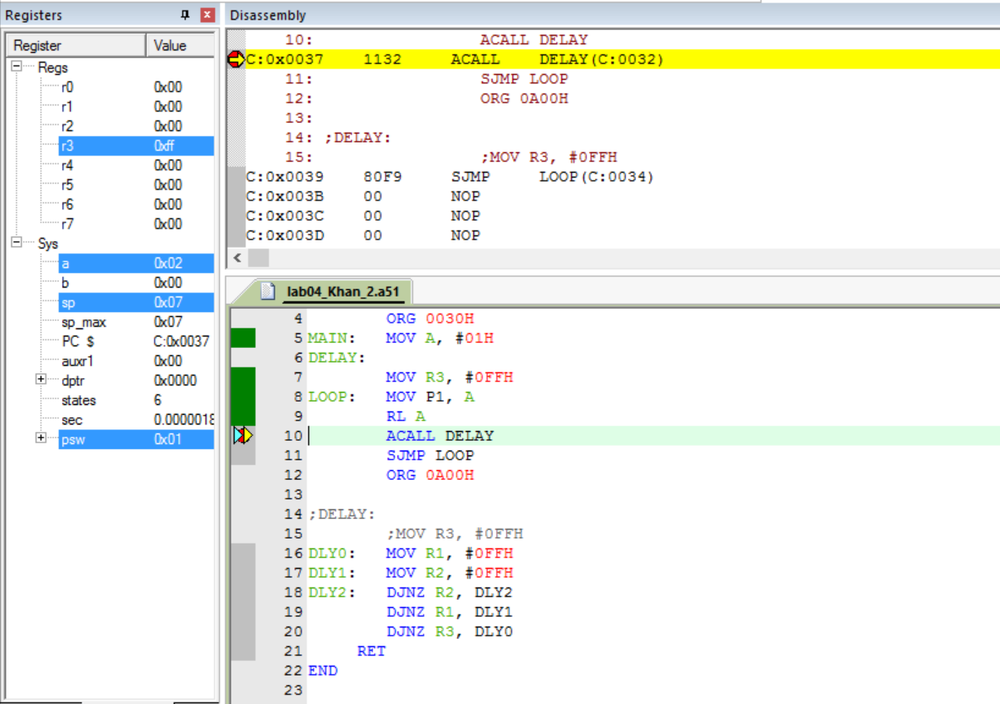 Registers
Register Value
Regs
r0 0x00
r1 0x00
r2 0x00
r3 0xff
r4 0x00
r5 0x00
r6 0x00
r7 0x00
Sys
a 0x02
b 0x00
sp 0x07
sp_max 0x07
PC $ C:0x0037
auxr1 0x00
dptr 0x0000
states 6
sec 0.0000018
psw 0x01
Disassembly
10: ACALL DELAY
C:0x0037 1132 ACALL DELAY(C:0032)
11: SJMP LOOP
12: ORG 0A00H
13:
14: ;DELAY:
15: ;MOV R3, #0FFH
C:0x0039 80F9 SJMP LOOP(C:0034)
C:0x003B 00 NOP
C:0x003C 00 NOP
C:0x003D 00 NOP
lab04_Khan_2.a51
4 ORG 0030H
5 MAIN: MOV A, #01H
6 DELAY:
7 MOV R3, #0FFH
8 LOOP: MOV P1, A
9 RL A
10 ACALL DELAY
11 SJMP LOOP
12 ORG 0A00H
13
14 ;DELAY:
15 ;MOV R3, #0FFH
16 DLY0: MOV R1, #0FFH
17 DLY1: MOV R2, #0FFH
18 DLY2: DJNZ R2, DLY2
19 DJNZ R1, DLY1
20 DJNZ R3, DLY0
21 RET
22 END
23